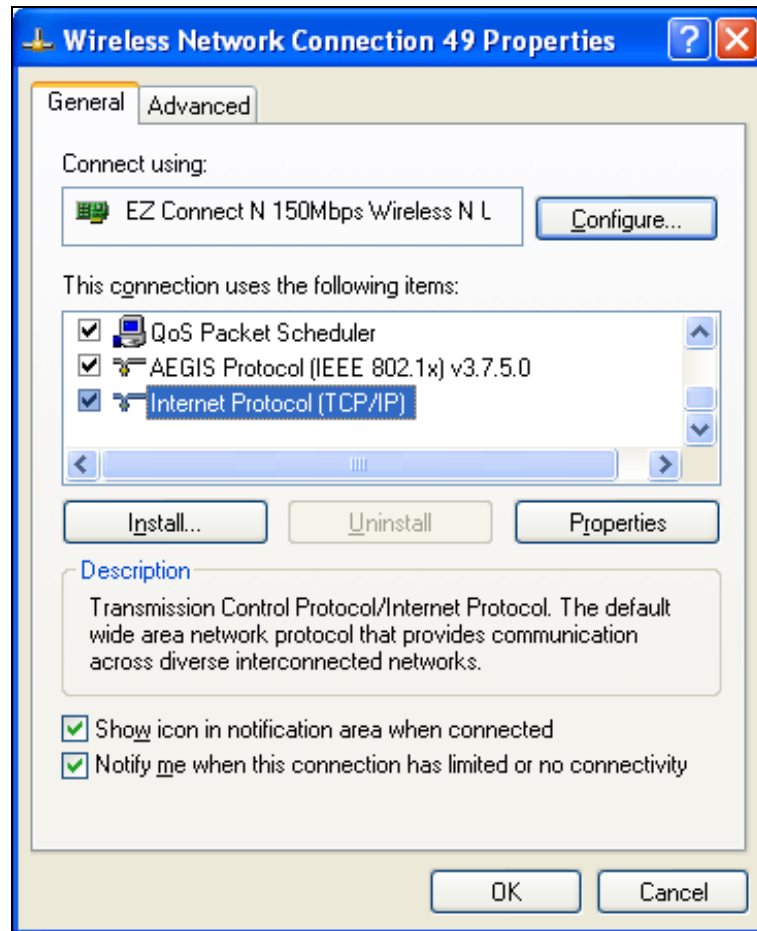 Wireless Network Connection 49 Properties
General Advanced
Connect using:
EZ Connect N 150Mbps Wireless N
Configure...
This connection uses the following items:
QoS Packet Scheduler
AEGIS Protocol (IEEE 802.1x) v3.7.5.0
Internet Protocol (TCP/IP)
Install... Uninstall Properties
Description
Transmission Control Protocol/Internet Protocol. The default
wide area network protocol that provides communication
across diverse interconnected networks.
Show icon in notification area when connected
Notify me when this connection has limited or no connectivity
OK Cancel